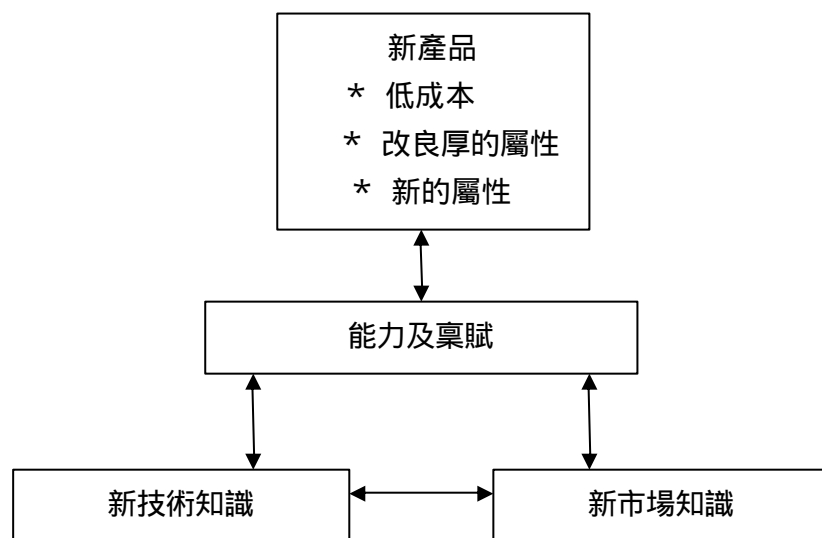 新產品
* 低成本
* 改良厚的屬性
* 新的屬性
能力及稟賦
新技術知識
新市場知識